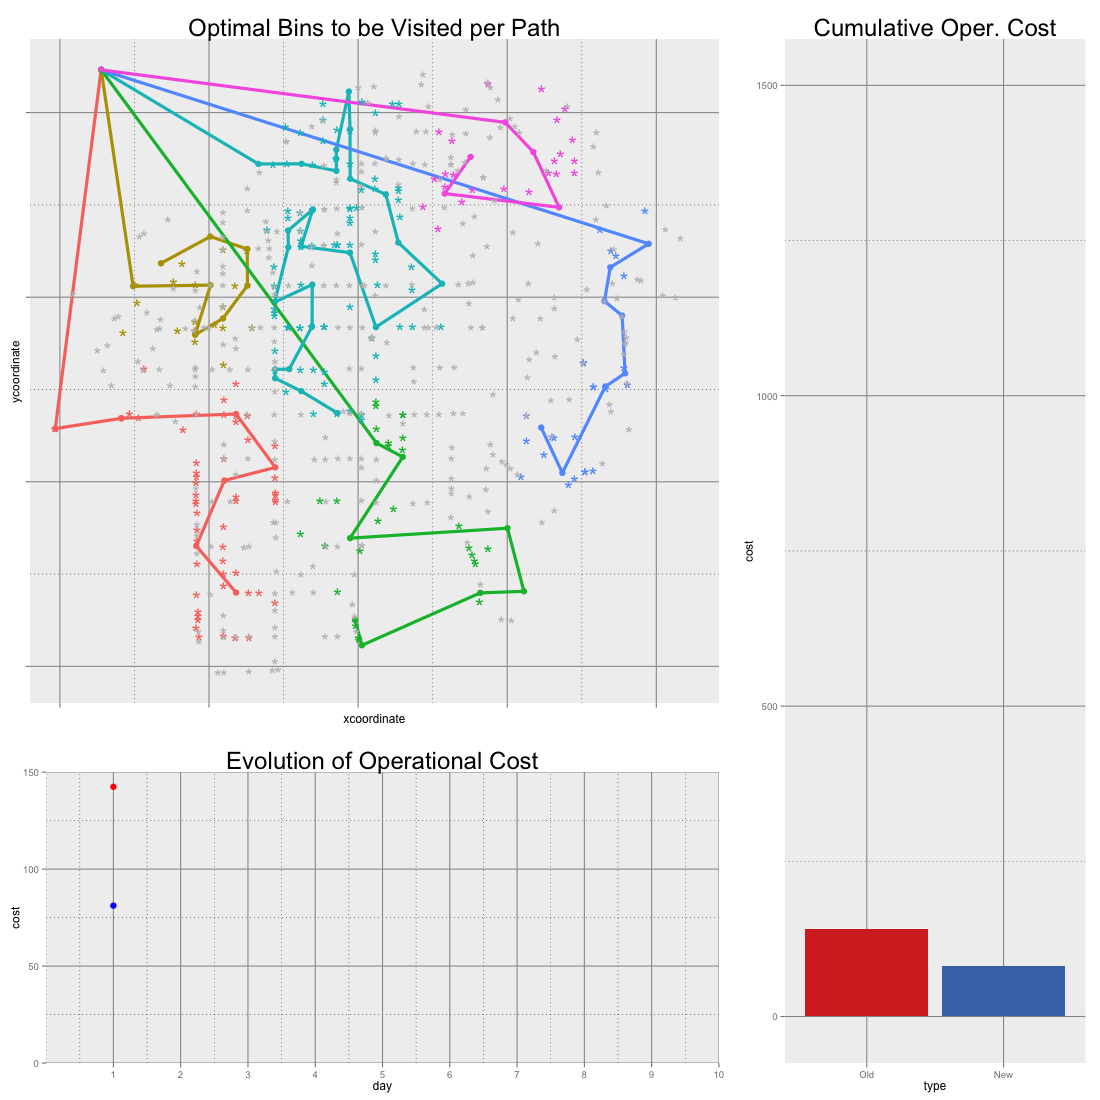 Optimal Bins to be Visited per Path
ycoordinate
xcoordinate
Evolution of Operational Cost
150
100
50
0
cost
1 2 3 4 5 6 7 8 9 10
day
Cumulative Oper. Cost
1500
1000
500
0
cost
Old New
type